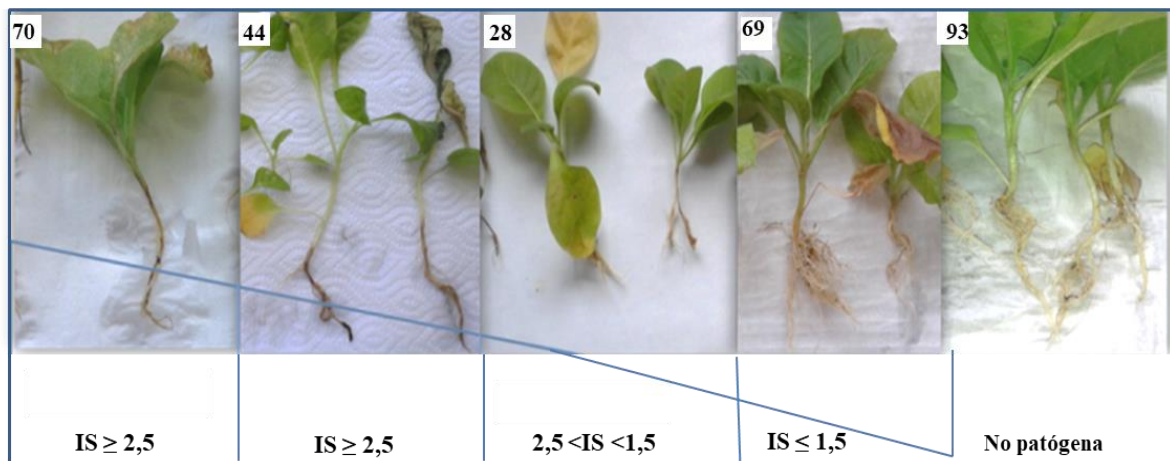 70
44
28
69
93
IS ≥ 2,5
IS ≥ 2,5
2,5 <IS <1,5
IS ≤ 1,5
No patógena